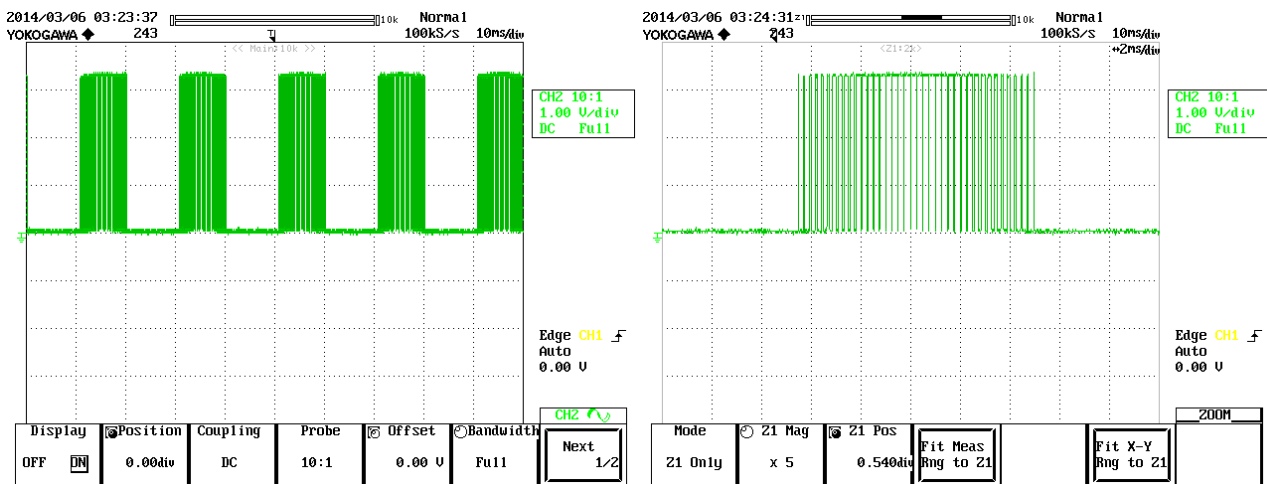 2014/03/06 03:23:37 10k Normal
YOKOGAWA ◆ 243 100kS/s 10ms/div
<< Main:10k >>
CH2 10:1
1.00 V/div
DC Full
Edge CH1
Auto
0.00 V
CH2
Display Position Coupling Probe Offset Bandwidth
OFF ON 0.00div DC 10:1 0.00 V Full
Next
1/2
2014/03/06 03:24:31 Z1 10k Normal
YOKOGAWA ◆ 243 100kS/s 10ms/div
↔2ms/div
<Z1:2k>
CH2 10:1
1.00 V/div
DC Full
Edge CH1
Auto
0.00 V
ZOOM
Mode Z1 Mag Z1 Pos
Z1 Only x 5 0.540div
Fit Meas
Rng to Z1
Fit X-Y
Rng to Z1